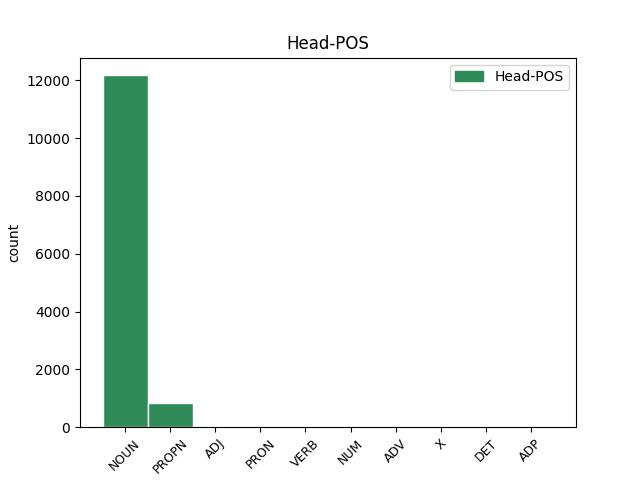 Head-POS
Head-POS
12000
10000
8000
6000
4000
2000
0
count
NOUN PROPN ADJ PRON VERB NUM ADV X DET ADP